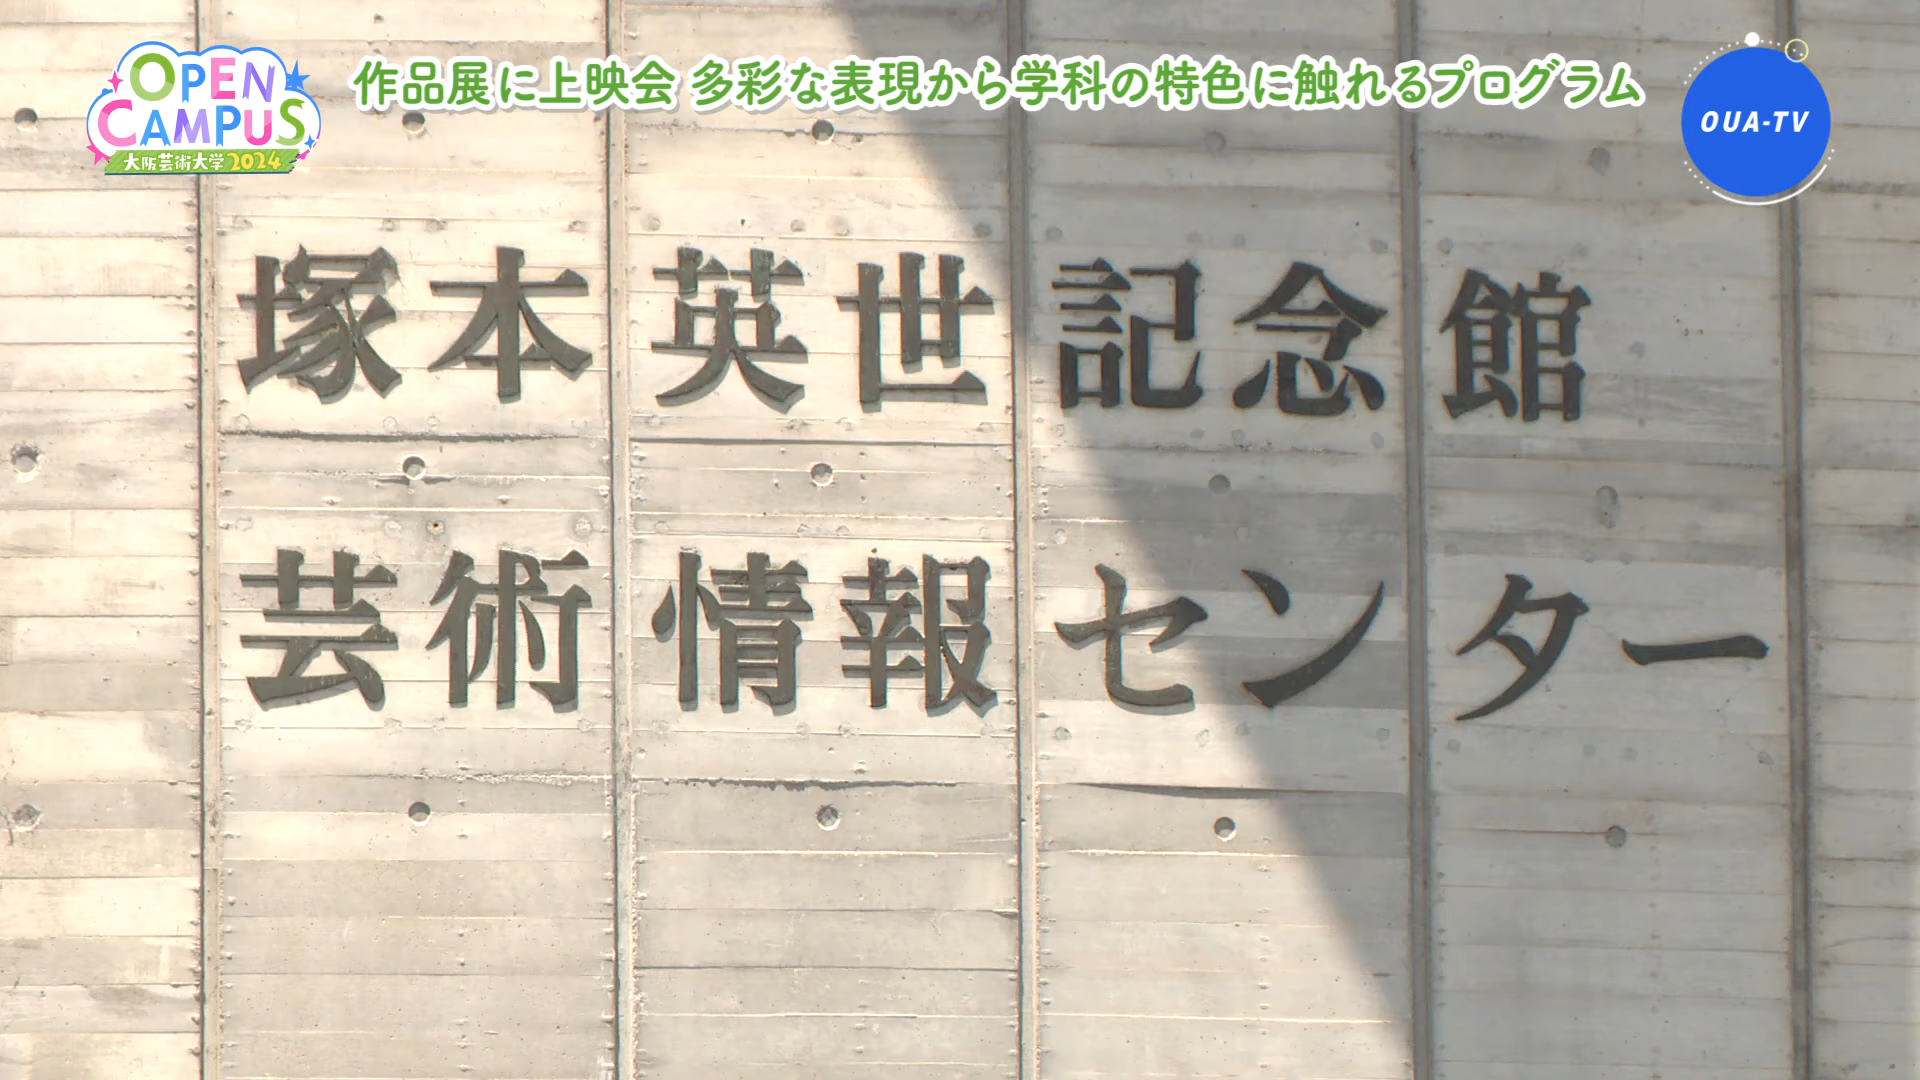 OPEN
CAMPUS
大阪芸術大学2024
作品展に上映会 多彩な表現から学科の特色に触れるプログラム
OUA-TV
塚本英世記念館
芸術情報センター